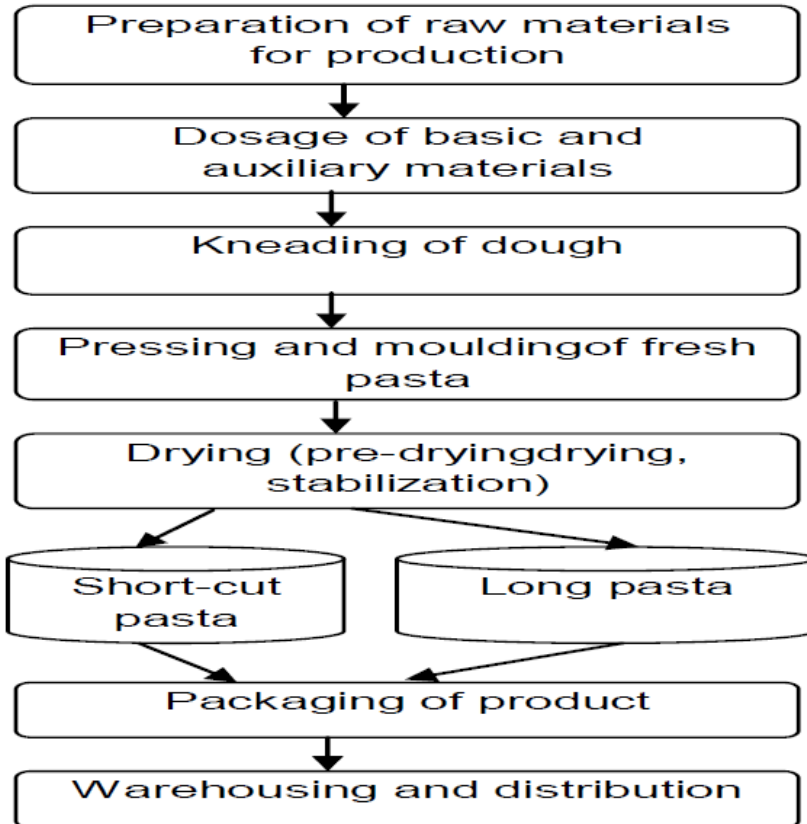 Preparation of raw materials
for production
Dosage of basic and
auxiliary materials
Kneading of dough
Pressing and mouldingof fresh
pasta
Drying (pre-dryingdrying,
stabilization)
Short-cut
pasta
Long pasta
Packaging of product
Warehousing and distribution